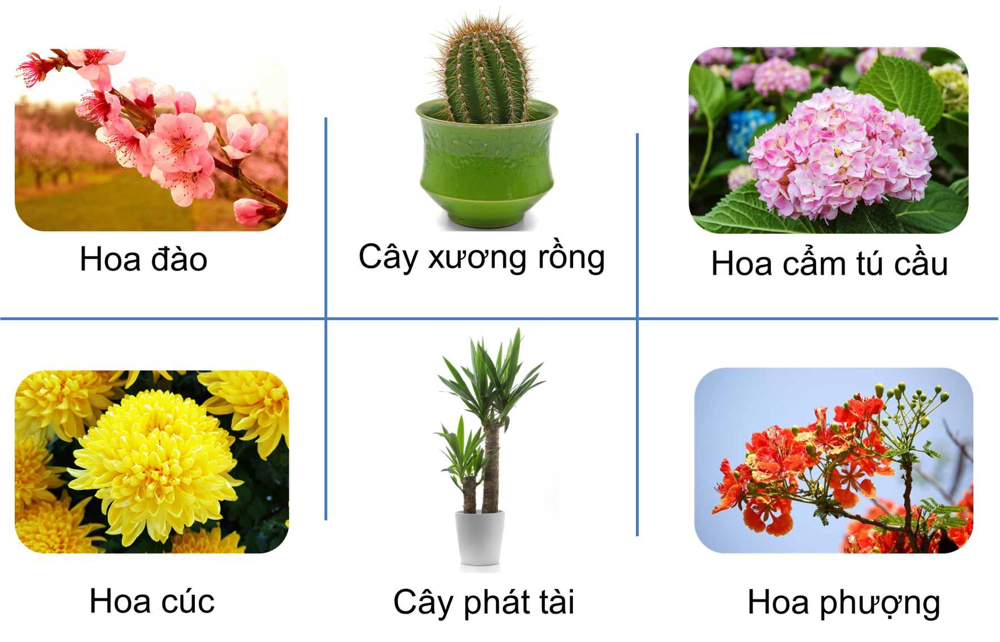 Hoa đào
Cây xương rồng
Hoa cẩm tú cầu
Hoa cúc
Cây phát tài
Hoa phượng